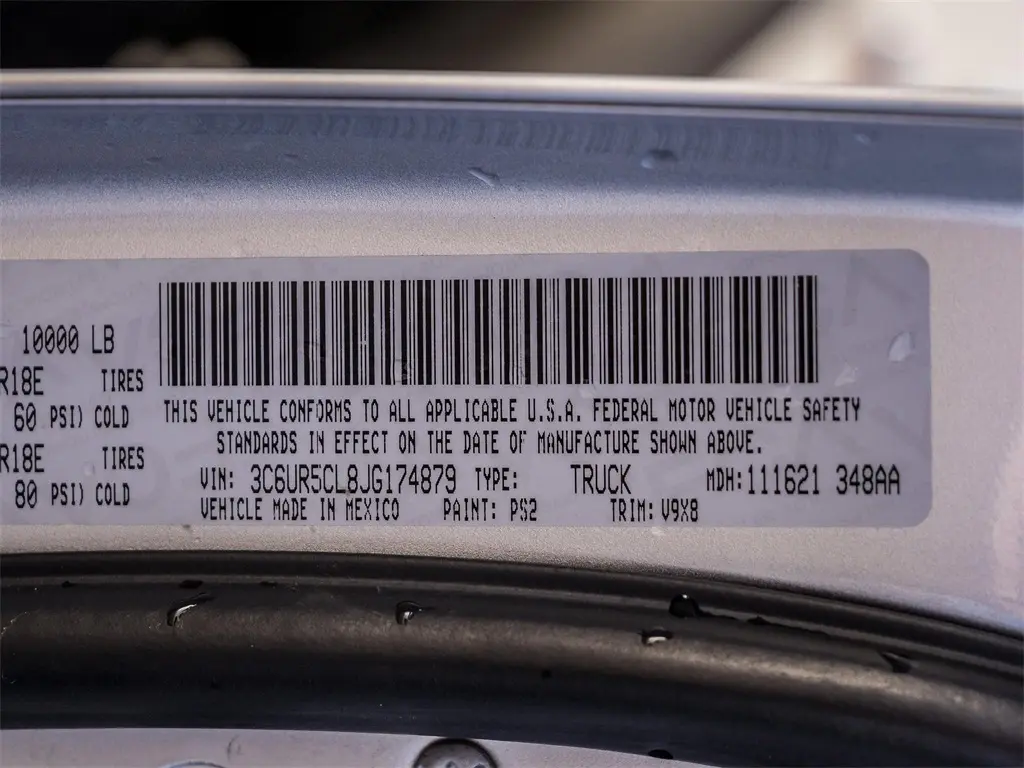 10000 LB
R18E TIRES
60 PSI) COLD
R18E TIRES
80 PSI) COLD
THIS VEHICLE CONFORMS TO ALL APPLICABLE U.S.A. FEDERAL MOTOR VEHICLE SAFETY
STANDARDS IN EFFECT ON THE DATE OF MANUFACTURE SHOWN ABOVE.
VIN: 3C6UR5CL8JG174879 TYPE: TRUCK MDH:111621 348AA
VEHICLE MADE IN MEXICO PAINT: PS2 TRIM: V9X8